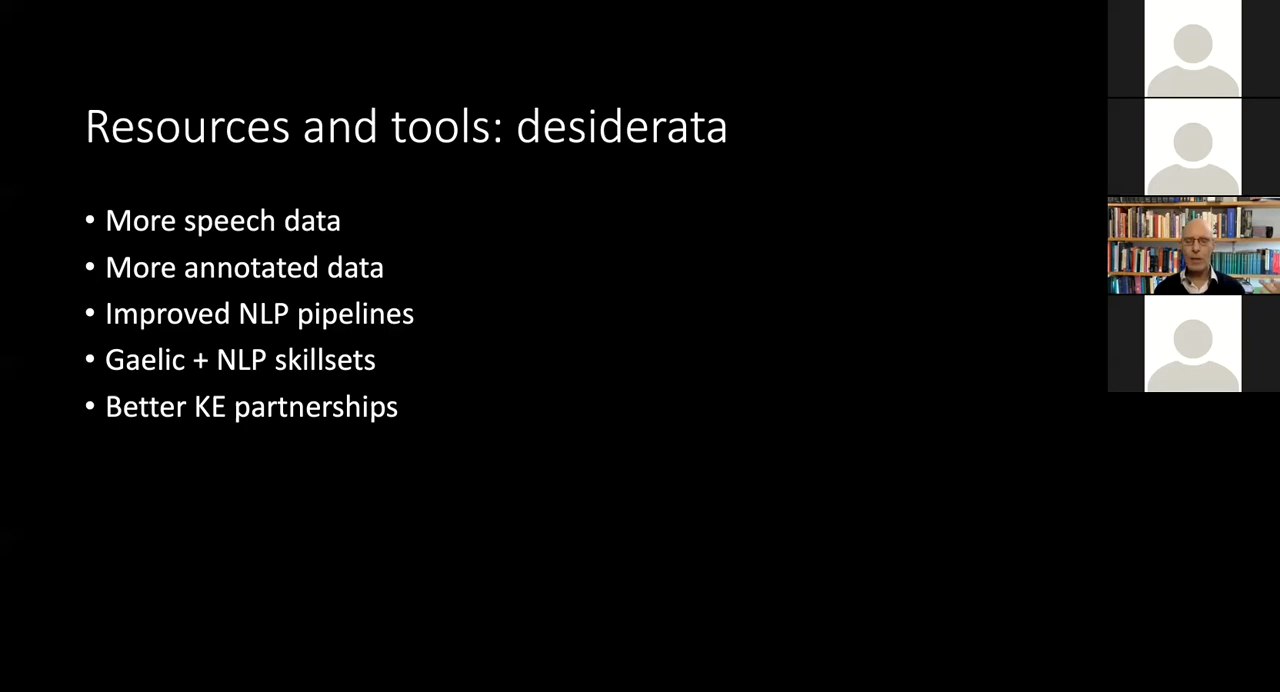 Resources and tools: desiderata
• More speech data
• More annotated data
• Improved NLP pipelines
• Gaelic + NLP skillsets
• Better KE partnerships